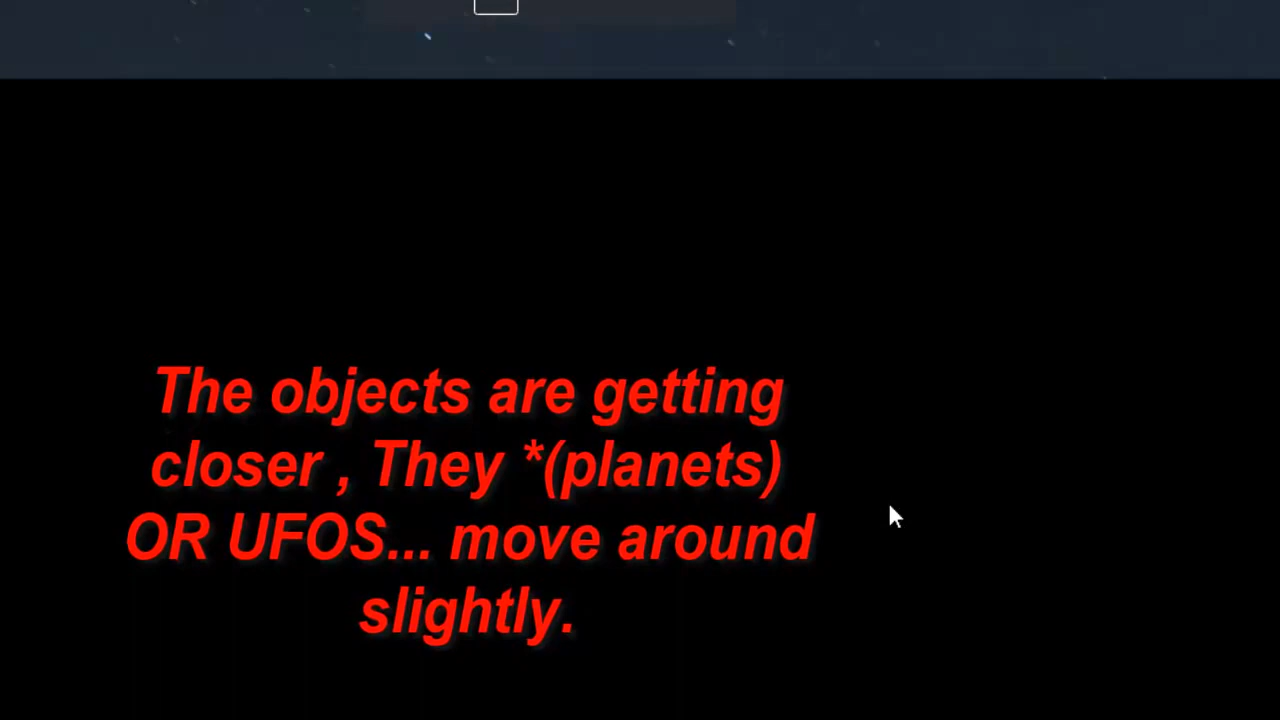 The objects are getting
closer , They *(planets)
OR UFOS... move around
slightly.